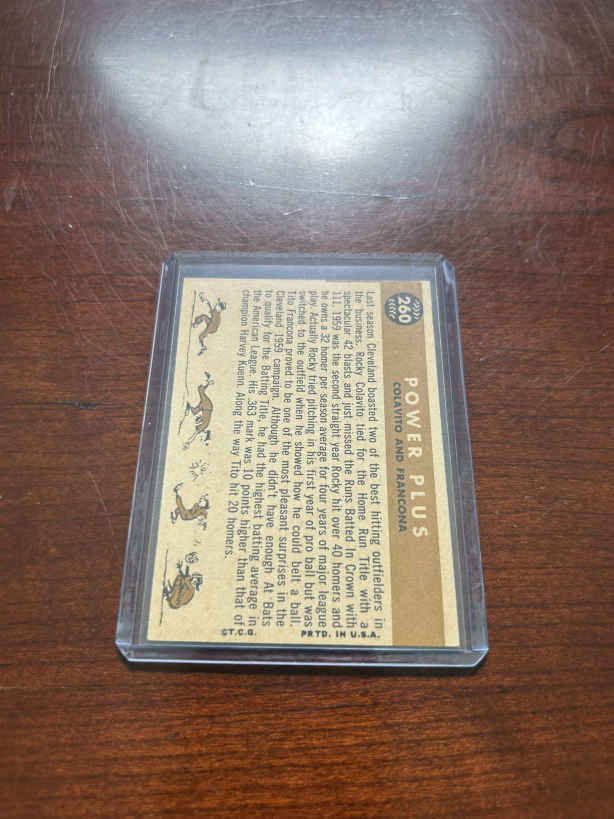 260
POWER PLUS
COLAVITO AND FRANCONA
Last season Cleveland boasted two of the best hitting outfielders in
the business. Rocky Colavito tied for the Home Run Title with a
spectacular 42 blasts and just missed the Runs Batted In Crown with
111. 1959 was the second straight year Rocky hit over 40 homers and
he owns a 32 homer per season average for four years of major league
play. Actually Rocky tried pitching in his first year of pro ball but was
switched to the outfield when he showed how he could belt a ball.
Tito Francona proved to be one of the most pleasant surprises in the
Cleveland 1959 campaign. Although he didn't have enough At Bats
to qualify for the Batting Title, he had the highest batting average in
the American League. His .363 mark was 10 points higher than that of
champion Harvey Kuenn. Along the way Tito hit 20 homers.
©T.C.G. PRTD. IN U.S.A.